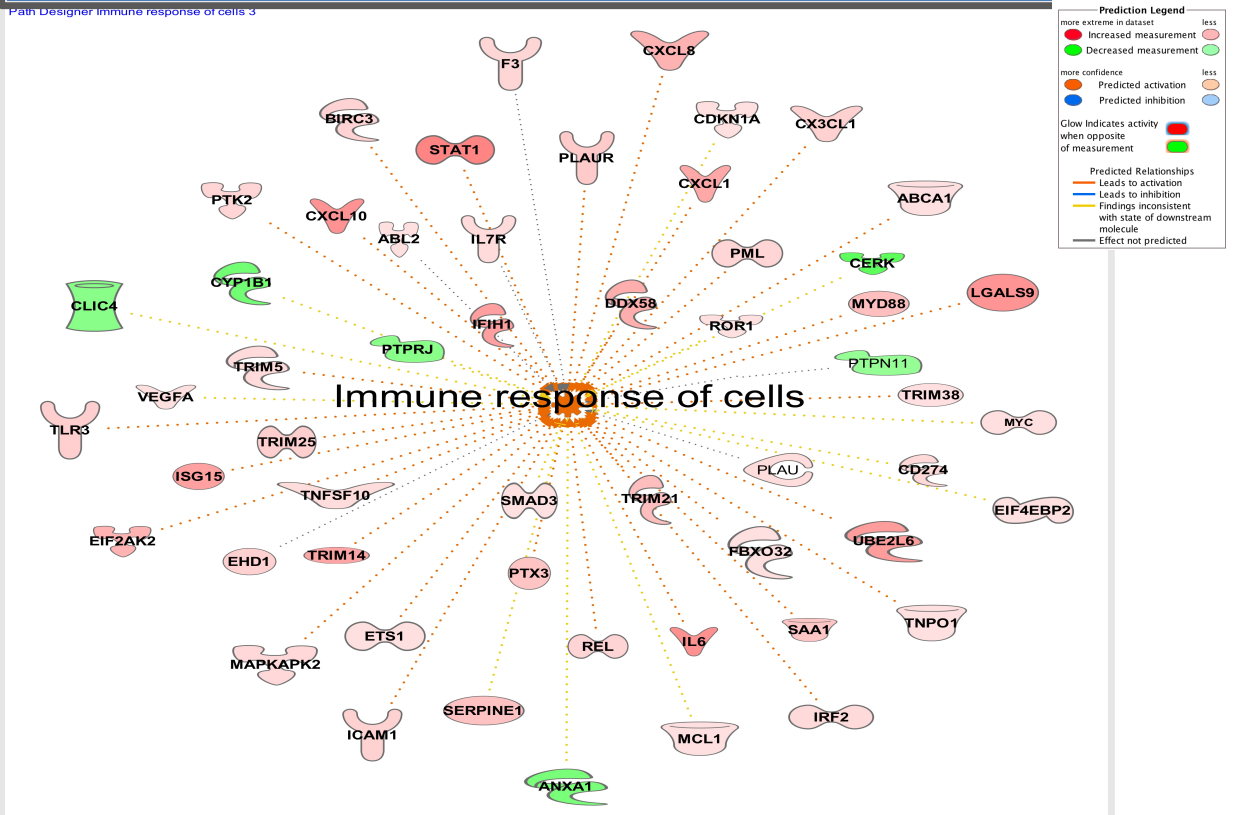 Path Designer Immune response of cells 3
Prediction Legend
more extreme in dataset less
Increased measurement
Decreased measurement
more confidence less
Predicted activation
Predicted inhibition
Glow Indicates activity
when opposite
of measurement
Predicted Relationships
Leads to activation
Leads to inhibition
Findings inconsistent
with state of downstream
molecule
Effect not predicted
F3
CXCL8
BIRC3
CDKN1A
CX3CL1
STAT1
PLAUR
CXCL1
PTK2
ABCA1
CXCL10
ABL2
IL7R
PML
CERK
CYP1B1
CLIC4
DDX58
MYD88
LGALS9
IFIH1
ROR1
PTPRJ
PTPN11
TRIM5
VEGFA
Immune response of cells
TRIM38
TLR3
MYC
TRIM25
ISG15
PLAU
CD274
TNFSF10
SMAD3
TRIM21
EIF4EBP2
EIF2AK2
UBE2L6
EHD1
TRIM14
FBXO32
PTX3
TNPO1
ETS1
SAA1
REL
IL6
MAPKAPK2
SERPINE1
IRF2
ICAM1
MCL1
ANXA1